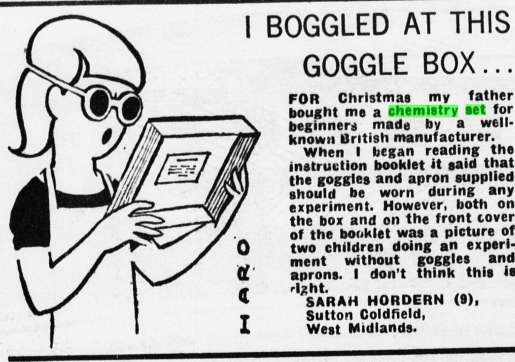 I BOGGLED AT THIS
GOGGLE BOX...
FOR Christmas my father
bought me a chemistry set for
beginners made by a well-
known British manufacturer.
When I began reading the
instruction booklet it said that
the goggles and apron supplied
should be worn during any
experiment. However, both on
the box and on the front cover
of the booklet was a picture of
two children doing an experi-
ment without goggles and
aprons. I don't think this is
right.
SARAH HORDERN (9),
Sutton Coldfield,
West Midlands.